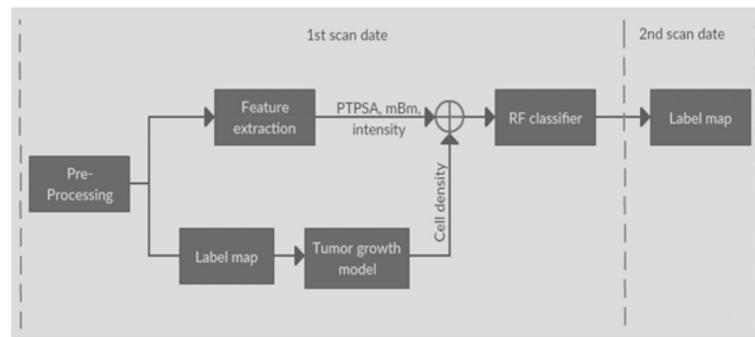 1st scan date
2nd scan date
Feature
extraction
PTPSA, mBm,
intensity
RF classifier
Label map
Pre-
Processing
Cell density
Label map
Tumor growth
model